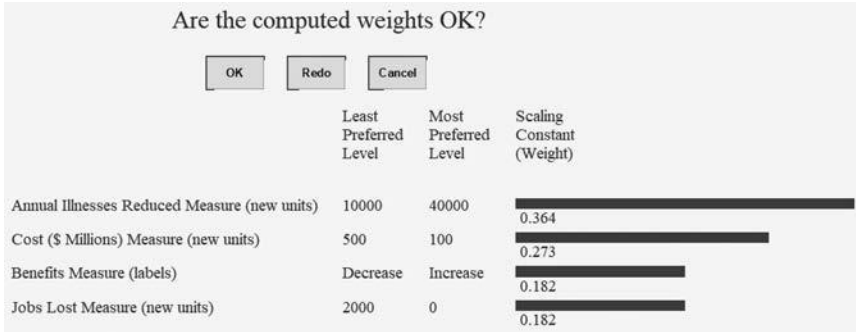 Are the computed weights OK?
OK Redo Cancel
Least Most Scaling
Preferred Preferred Constant
Level Level (Weight)
Annual Illnesses Reduced Measure (new units) 10000 40000
0.364
Cost ($ Millions) Measure (new units) 500 100
0.273
Benefits Measure (labels) Decrease Increase
0.182
Jobs Lost Measure (new units) 2000 0
0.182